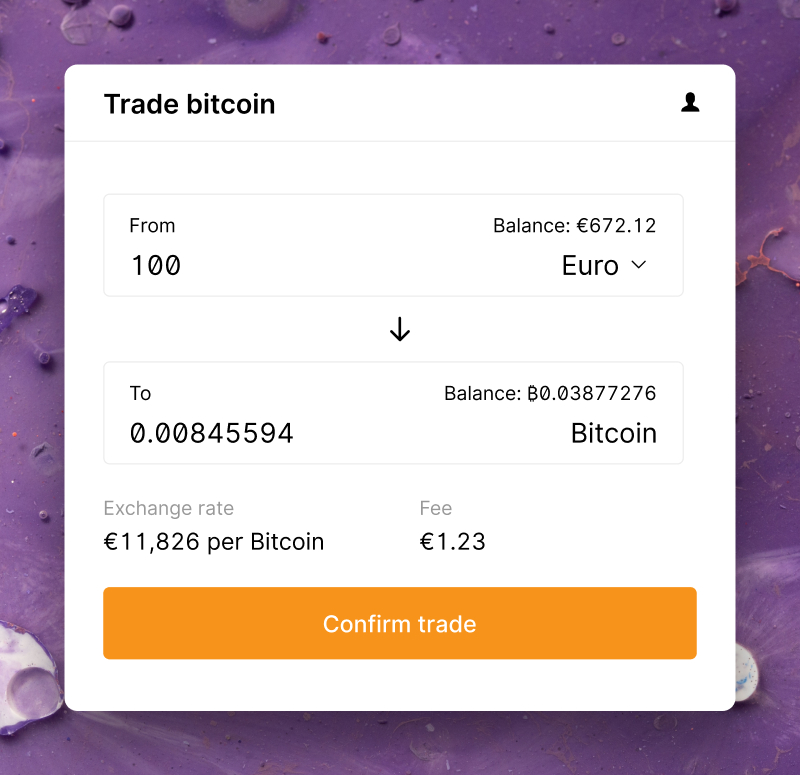 Trade bitcoin
From
Balance: €672.12
100
Euro
To
Balance: ₿0.03877276
0.00845594
Bitcoin
Exchange rate
Fee
€11,826 per Bitcoin
€1.23
Confirm trade